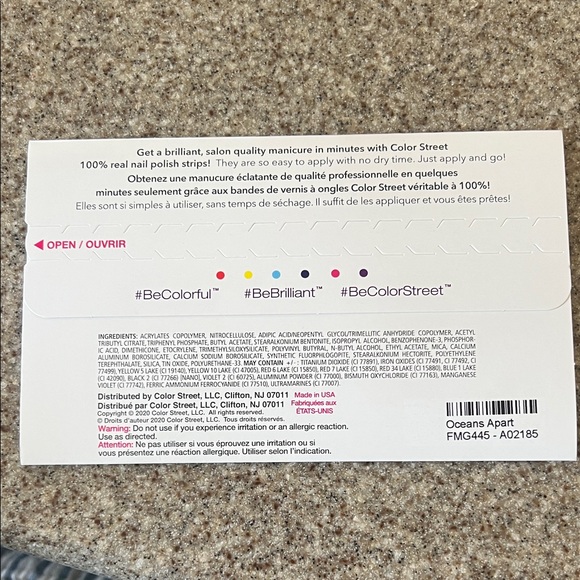 Get a brilliant, salon quality manicure in minutes with Color Street
100% real nail polish strips! They are so easy to apply with no dry time. Just apply and go!
Obtenez une manucure éclatante de qualité professionnelle en quelques
minutes seulement grâce aux bandes de vernis à ongles Color Street véritable à 100%!
Elles sont si simples à utiliser, sans temps de séchage. Il suffit de les appliquer et vous êtes prêtes!
OPEN / OUVRIR
#BeColorful™ #BeBrilliant™ #BeColorStreet™
INGREDIENTS: ACRYLATES COPOLYMER, NITROCELLULOSE, ADIPIC ACID/NEOPENTYL GLYCOL/TRIMELLITIC ANHYDRIDE COPOLYMER, ACETYL
TRIBUTYL CITRATE, TRIPHENYL PHOSPHATE, BUTYL ACETATE, STEARALKONIUM BENTONITE, ISOPROPYL ALCOHOL, BENZOPHENONE-3, PHOSPHOR-
IC ACID, DIMETHICONE, ETOCRYLENE, TRIMETHYLSILOXYSILICATE, POLYVINYL BUTYRAL, N-BUTYL ALCOHOL, ETHYL ACETATE, MICA, CALCIUM
ALUMINUM BOROSILICATE, CALCIUM SODIUM BOROSILICATE, SYNTHETIC FLUORPHLOGOPITE, STEARALKONIUM HECTORITE, POLYETHYLENE
TEREPHTHALATE, SILICA, TIN OXIDE, POLYURETHANE-33. MAY CONTAIN +/-: TITANIUM DIOXIDE (CI 77891), IRON OXIDES (CI 77491, CI 77492, CI
77499), YELLOW 5 LAKE (CI 19140), YELLOW 10 LAKE (CI 47005), RED 6 LAKE (CI 15850), RED 7 LAKE (CI 15850), RED 34 LAKE (CI 15880), BLUE 1 LAKE
(CI 42090), BLACK 2 (CI 77266) [NANO], VIOLET 2 (CI 60725), ALUMINUM POWDER (CI 77000), BISMUTH OXYCHLORIDE (CI 77163), MANGANESE
VIOLET (CI 77742), FERRIC AMMONIUM FERROCYANIDE (CI 77510), ULTRAMARINES (CI 77007).
Distributed by Color Street, LLC, Clifton, NJ 07011 Made in USA
Distribué par Color Street, LLC, Clifton, NJ 07011 Fabriquées aux
Copyright © 2020 Color Street, LLC. All rights reserved. ÉTATS-UNIS
© Droits d'auteur 2020 Color Street, LLC. Tous droits réservés.
Warning: Do not use if you experience irritation or an allergic reaction.
Use as directed.
Attention: Ne pas utiliser si vous éprouvez une irritation ou si
vous présentez une réaction allergique. Utiliser selon l'indication.
Oceans Apart
FMG445 - A02185